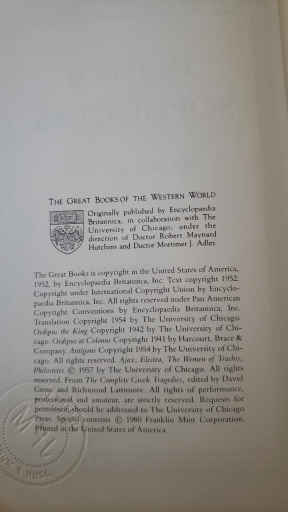 THE GREAT BOOKS OF THE WESTERN WORLD
Originally published by Encyclopaedia
Britannica, in collaboration with The
University of Chicago, under the
direction of Doctor Robert Maynard
Hutchins and Doctor Mortimer J. Adler.
The Great Books is copyright in the United States of America,
1952, by Encyclopaedia Britannica, Inc. Text copyright 1952.
Copyright under International Copyright Union by Encyclo-
paedia Britannica, Inc. All rights reserved under Pan American
Copyright Conventions by Encyclopaedia Britannica, Inc.
Translation Copyright 1954 by The University of Chicago.
Oedipus the King Copyright 1942 by The University of Chi-
cago. Oedipus at Colonus Copyright 1941 by Harcourt, Brace &
Company. Antigone Copyright 1954 by The University of Chi-
cago. All rights reserved. Ajax, Electra, The Women of Trachis,
Philoctetes © 1957 by The University of Chicago. All rights
reserved. From The Complete Greek Tragedies, edited by David
Grene and Richmond Lattimore. All rights of performance,
professional and amateur, are strictly reserved. Requests for
permission should be addressed to The University of Chicago
Press. Special contents © 1980 Franklin Mint Corporation.
Printed in the United States of America.